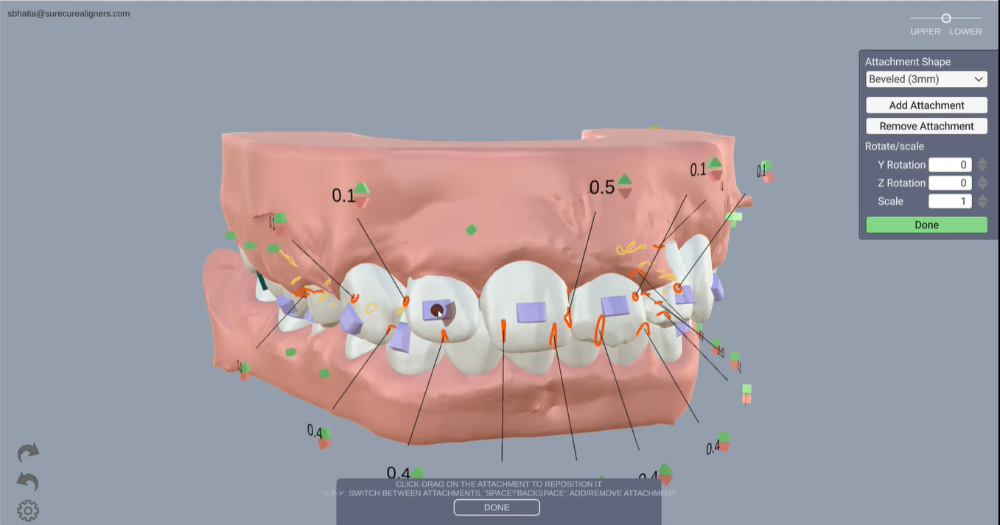 sbhatia@surecurealigners.com
UPPER LOWER
Attachment Shape
Beveled (3mm)
Add Attachment
Remove Attachment
Rotate/scale
Y Rotation 0
Z Rotation 0
Scale 1
Done
0.1
0.5
0.1
0.1
0.4
0.4
0.4
0.4
CLICK-DRAG ON THE ATTACHMENT TO REPOSITION IT
'<-'/'->': SWITCH BETWEEN ATTACHMENTS, 'SPACE'/'BACKSPACE': ADD/REMOVE ATTACHMENT
DONE